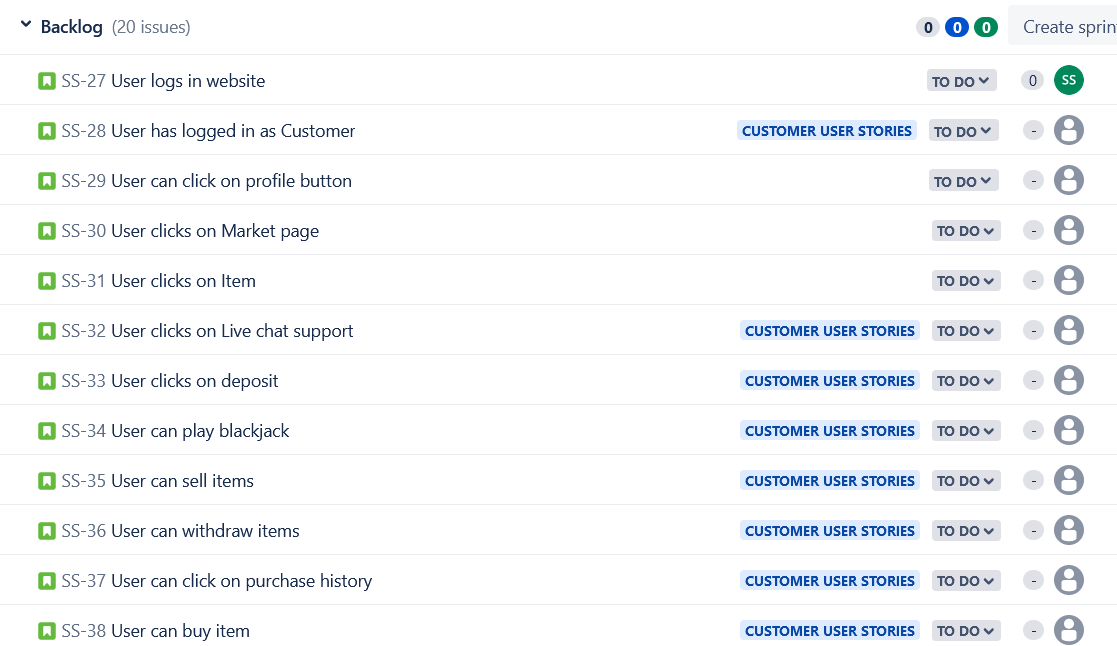 Backlog (20 issues) 0 0 0 Create sprin
SS-27 User logs in website TO DO 0 SS
SS-28 User has logged in as Customer CUSTOMER USER STORIES TO DO -
SS-29 User can click on profile button TO DO -
SS-30 User clicks on Market page TO DO -
SS-31 User clicks on Item TO DO -
SS-32 User clicks on Live chat support CUSTOMER USER STORIES TO DO -
SS-33 User clicks on deposit CUSTOMER USER STORIES TO DO -
SS-34 User can play blackjack CUSTOMER USER STORIES TO DO -
SS-35 User can sell items CUSTOMER USER STORIES TO DO -
SS-36 User can withdraw items CUSTOMER USER STORIES TO DO -
SS-37 User can click on purchase history CUSTOMER USER STORIES TO DO -
SS-38 User can buy item CUSTOMER USER STORIES TO DO -